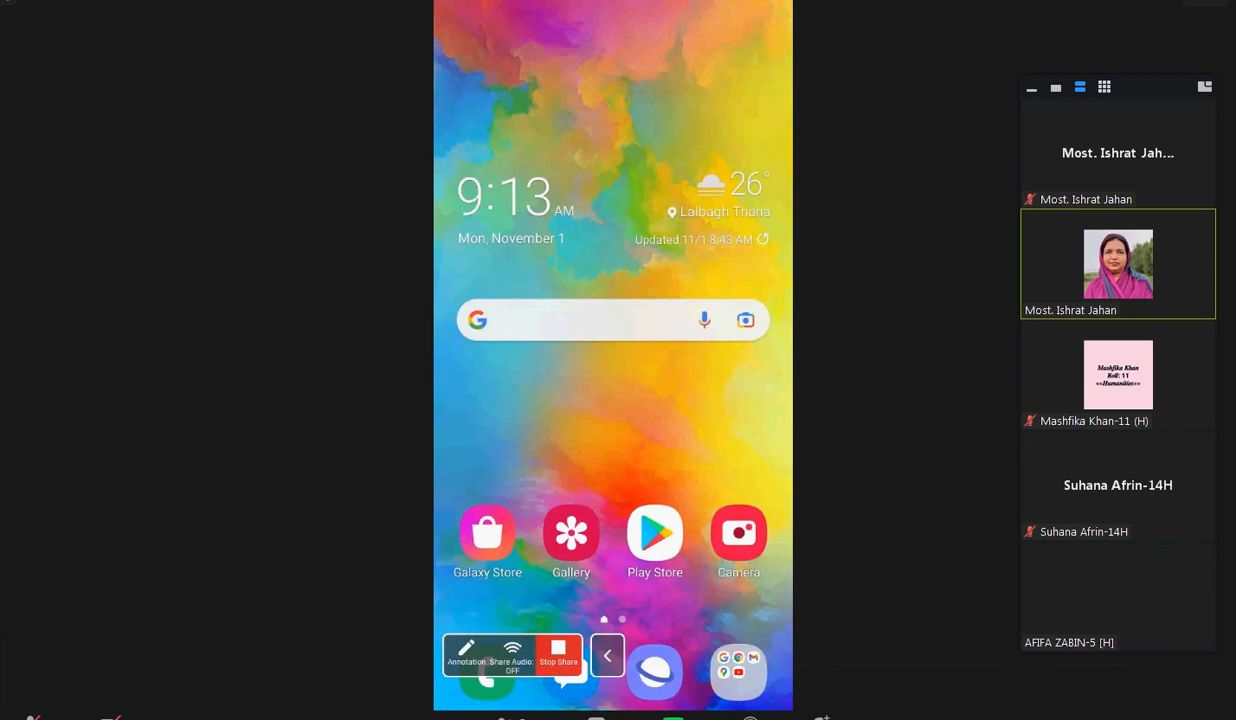 9:13 AM
26°
Lalbagh Thana
Mon, November 1
Updated 11/1 8:43 AM
Galaxy Store
Gallery
Play Store
Camera
Annotation
Share Audio: OFF
Stop Share
Most. Ishrat Jah...
Most. Ishrat Jahan
Most. Ishrat Jahan
Mashfika Khan
Roll: 11
Humanities
Mashfika Khan-11 (H)
Suhana Afrin-14H
Suhana Afrin-14H
AFIFA ZABIN-5 [H]